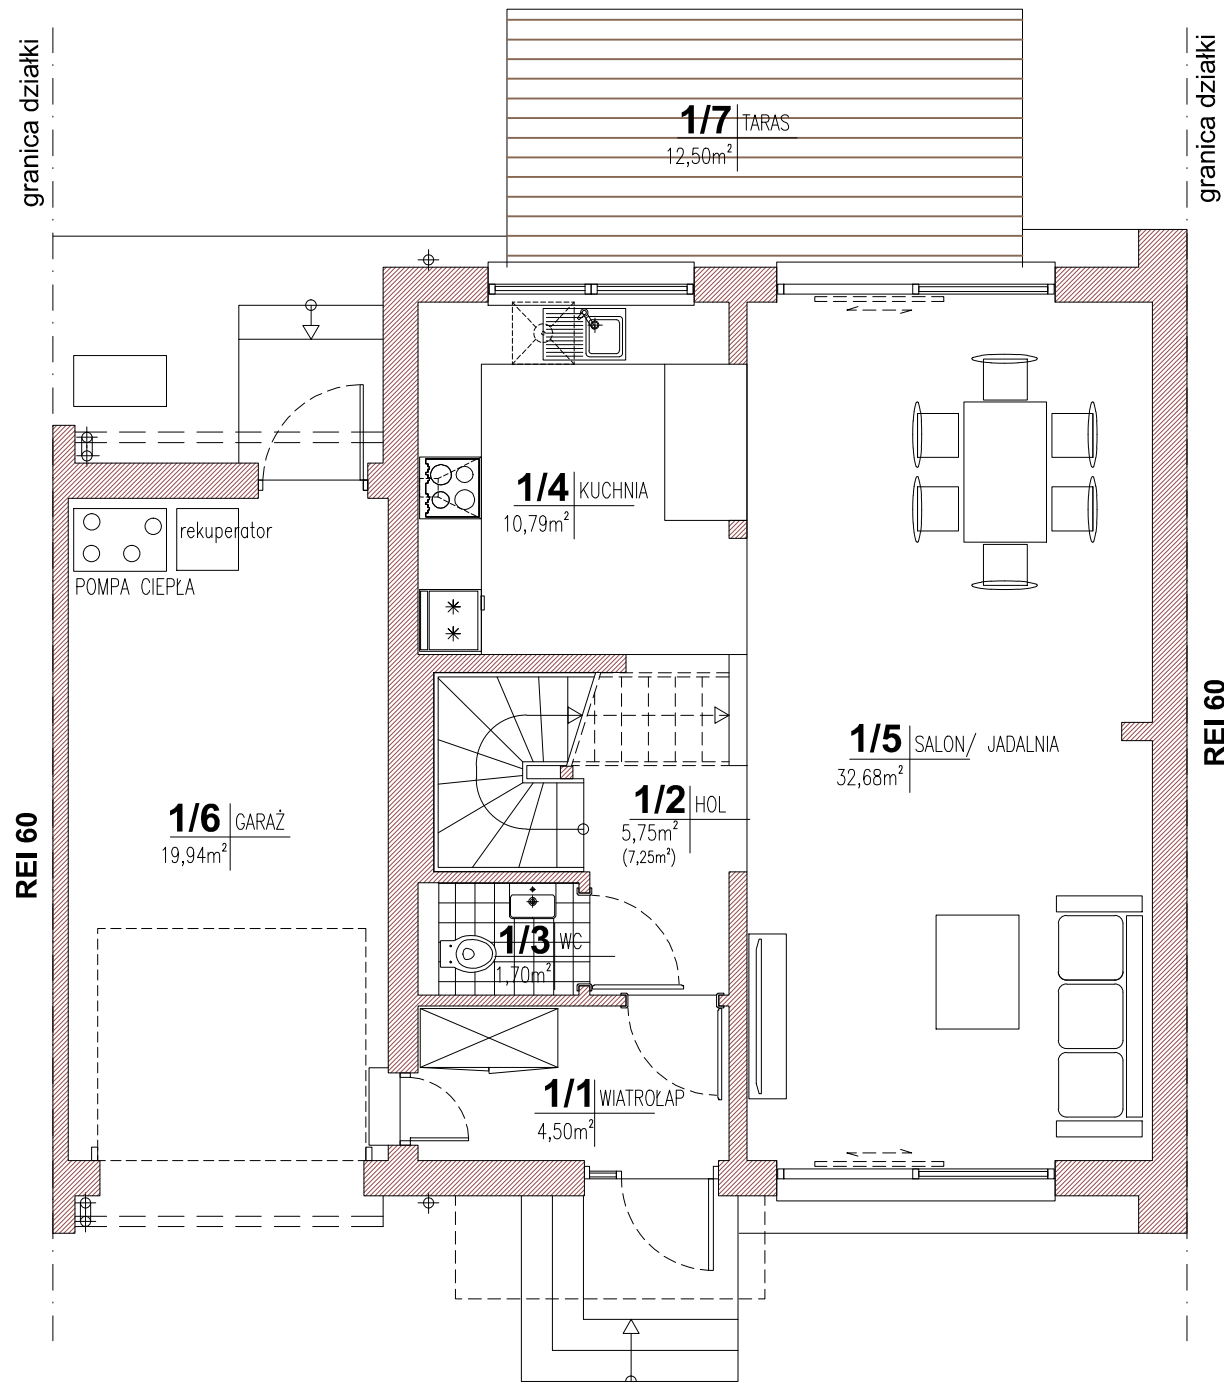 granica działki
granica działki
1/7 TARAS
12,50m²
1/4 KUCHNIA
10,79m²
rekuperator
POMPA CIEPŁA
1/5 SALON/ JADALNIA
32,68m²
REI 60
1/2 HOL
5,75m²
(7,25m²)
1/6 GARAŻ
19,94m²
REI 60
1/3 WC
1,70m²
1/1 WIATROŁAP
4,50m²